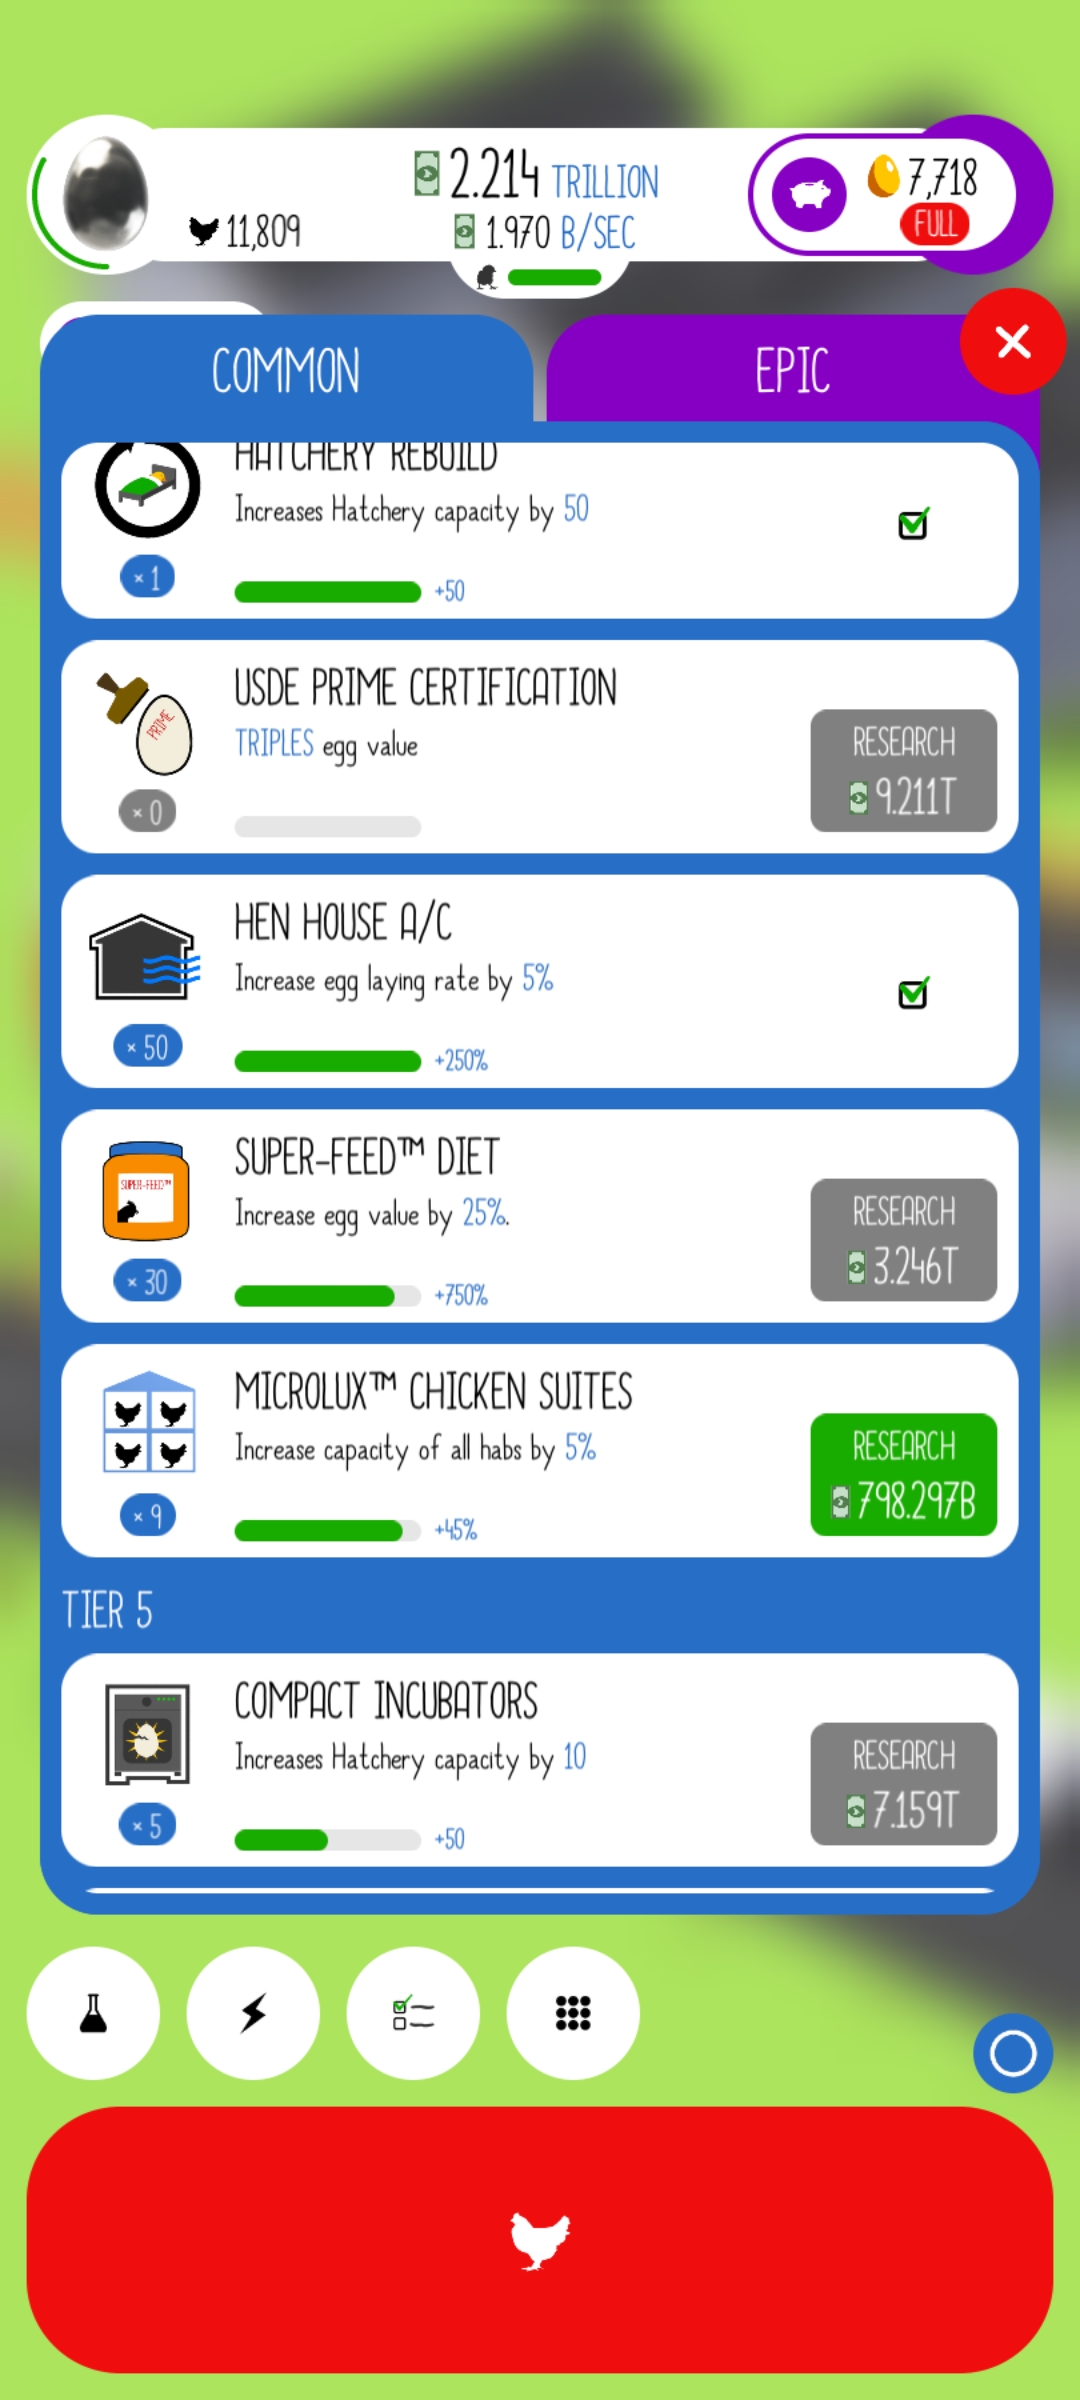 2.214 TRILLION
7,718
11,809
1.970 B/SEC
FULL
COMMON
EPIC
HATCHERY REBUILD
Increases Hatchery capacity by 50
× 1
+50
USDE PRIME CERTIFICATION
TRIPLES egg value
PRIME
RESEARCH
9.211T
× 0
HEN HOUSE A/C
Increase egg laying rate by 5%
× 50
+250%
SUPER-FEED™ DIET
SUPER-FEED™
Increase egg value by 25%.
RESEARCH
3.246T
× 30
+750%
MICROLUX™ CHICKEN SUITES
Increase capacity of all habs by 5%
RESEARCH
798.297B
× 9
+45%
TIER 5
COMPACT INCUBATORS
Increases Hatchery capacity by 10
RESEARCH
7.159T
× 5
+50